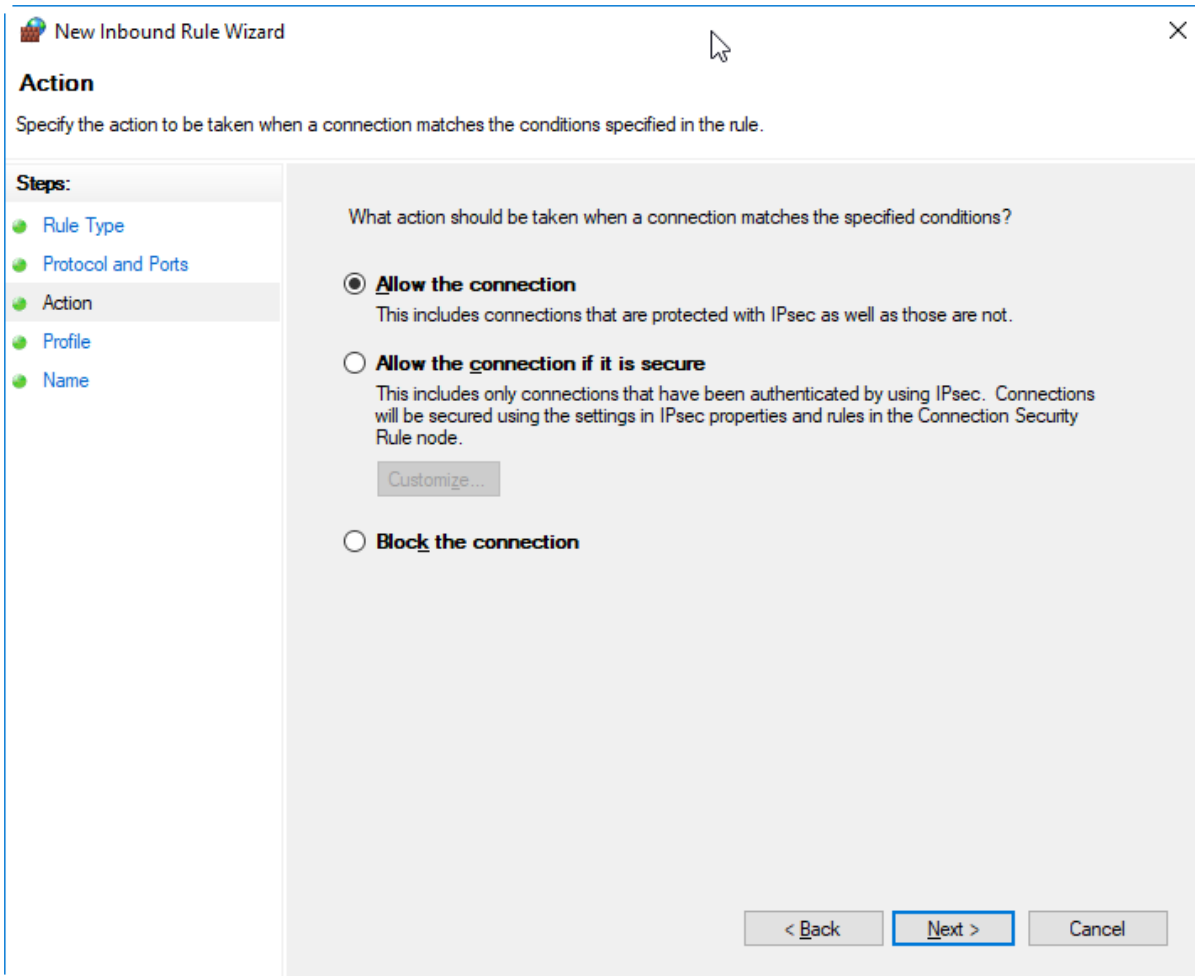 New Inbound Rule Wizard
Action
Specify the action to be taken when a connection matches the conditions specified in the rule.
Steps:
Rule Type
Protocol and Ports
Action
Profile
Name
What action should be taken when a connection matches the specified conditions?
Allow the connection
This includes connections that are protected with IPsec as well as those are not.
Allow the connection if it is secure
This includes only connections that have been authenticated by using IPsec.  Connections
will be secured using the settings in IPsec properties and rules in the Connection Security
Rule node.
Customize...
Block the connection
< Back
Next >
Cancel